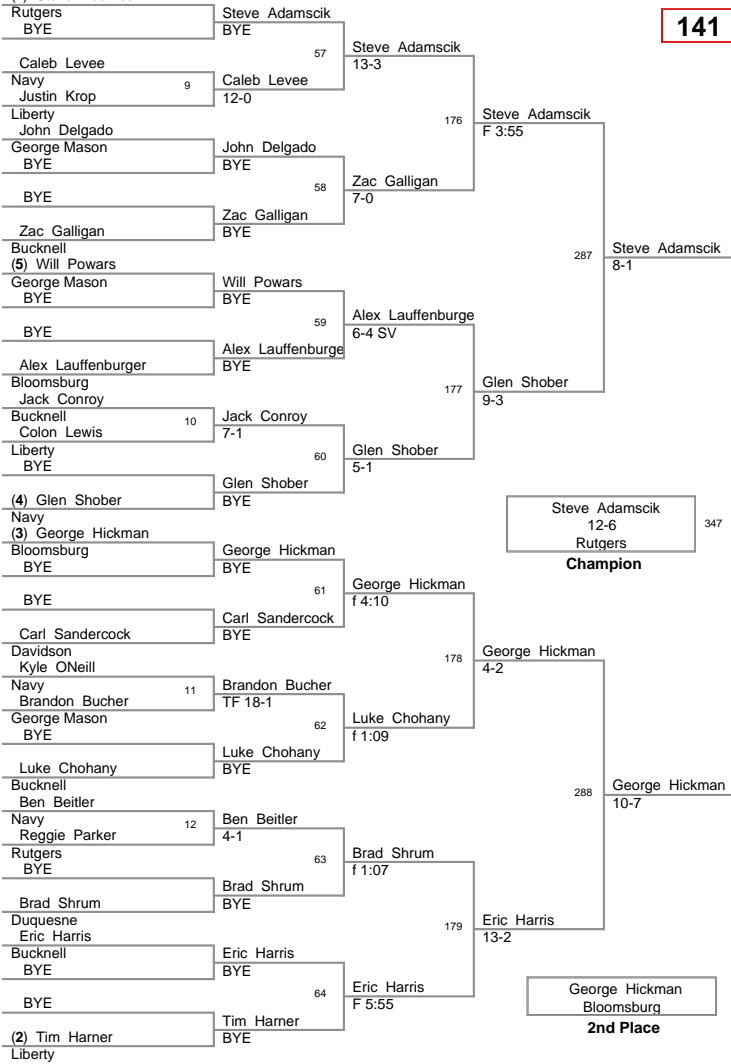 Rutgers
BYE
Caleb Levee
Navy
Justin Krop
Liberty
John Delgado
George Mason
BYE
BYE
Zac Galligan
Bucknell
(5) Will Powars
George Mason
BYE
BYE
Alex Lauffenburger
Bloomsburg
Jack Conroy
Bucknell
Colon Lewis
Liberty
BYE
(4) Glen Shober
Navy
(3) George Hickman
Bloomsburg
BYE
BYE
Carl Sandercock
Davidson
Kyle ONeill
Navy
Brandon Bucher
George Mason
BYE
Luke Chohany
Bucknell
Ben Beitler
Navy
Reggie Parker
Rutgers
BYE
Brad Shrum
Duquesne
Eric Harris
Bucknell
BYE
BYE
(2) Tim Harner
Liberty
9
10
11
12
Steve Adamscik
BYE
Caleb Levee
12-0
John Delgado
BYE
Zac Galligan
BYE
Will Powars
BYE
Alex Lauffenburge
BYE
Jack Conroy
7-1
Glen Shober
BYE
George Hickman
BYE
Carl Sandercock
BYE
Brandon Bucher
TF 18-1
Luke Chohany
BYE
Ben Beitler
4-1
Brad Shrum
BYE
Eric Harris
BYE
Tim Harner
BYE
57
58
59
60
61
62
63
64
Steve Adamscik
13-3
Zac Galligan
7-0
Alex Lauffenburge
6-4 SV
Glen Shober
5-1
George Hickman
f 4:10
Luke Chohany
f 1:09
Brad Shrum
f 1:07
Eric Harris
F 5:55
176
177
178
179
Steve Adamscik
F 3:55
Glen Shober
9-3
George Hickman
4-2
Eric Harris
13-2
287
288
Steve Adamscik
8-1
George Hickman
10-7
141
Steve Adamscik
12-6
Rutgers
347
Champion
George Hickman
Bloomsburg
2nd Place